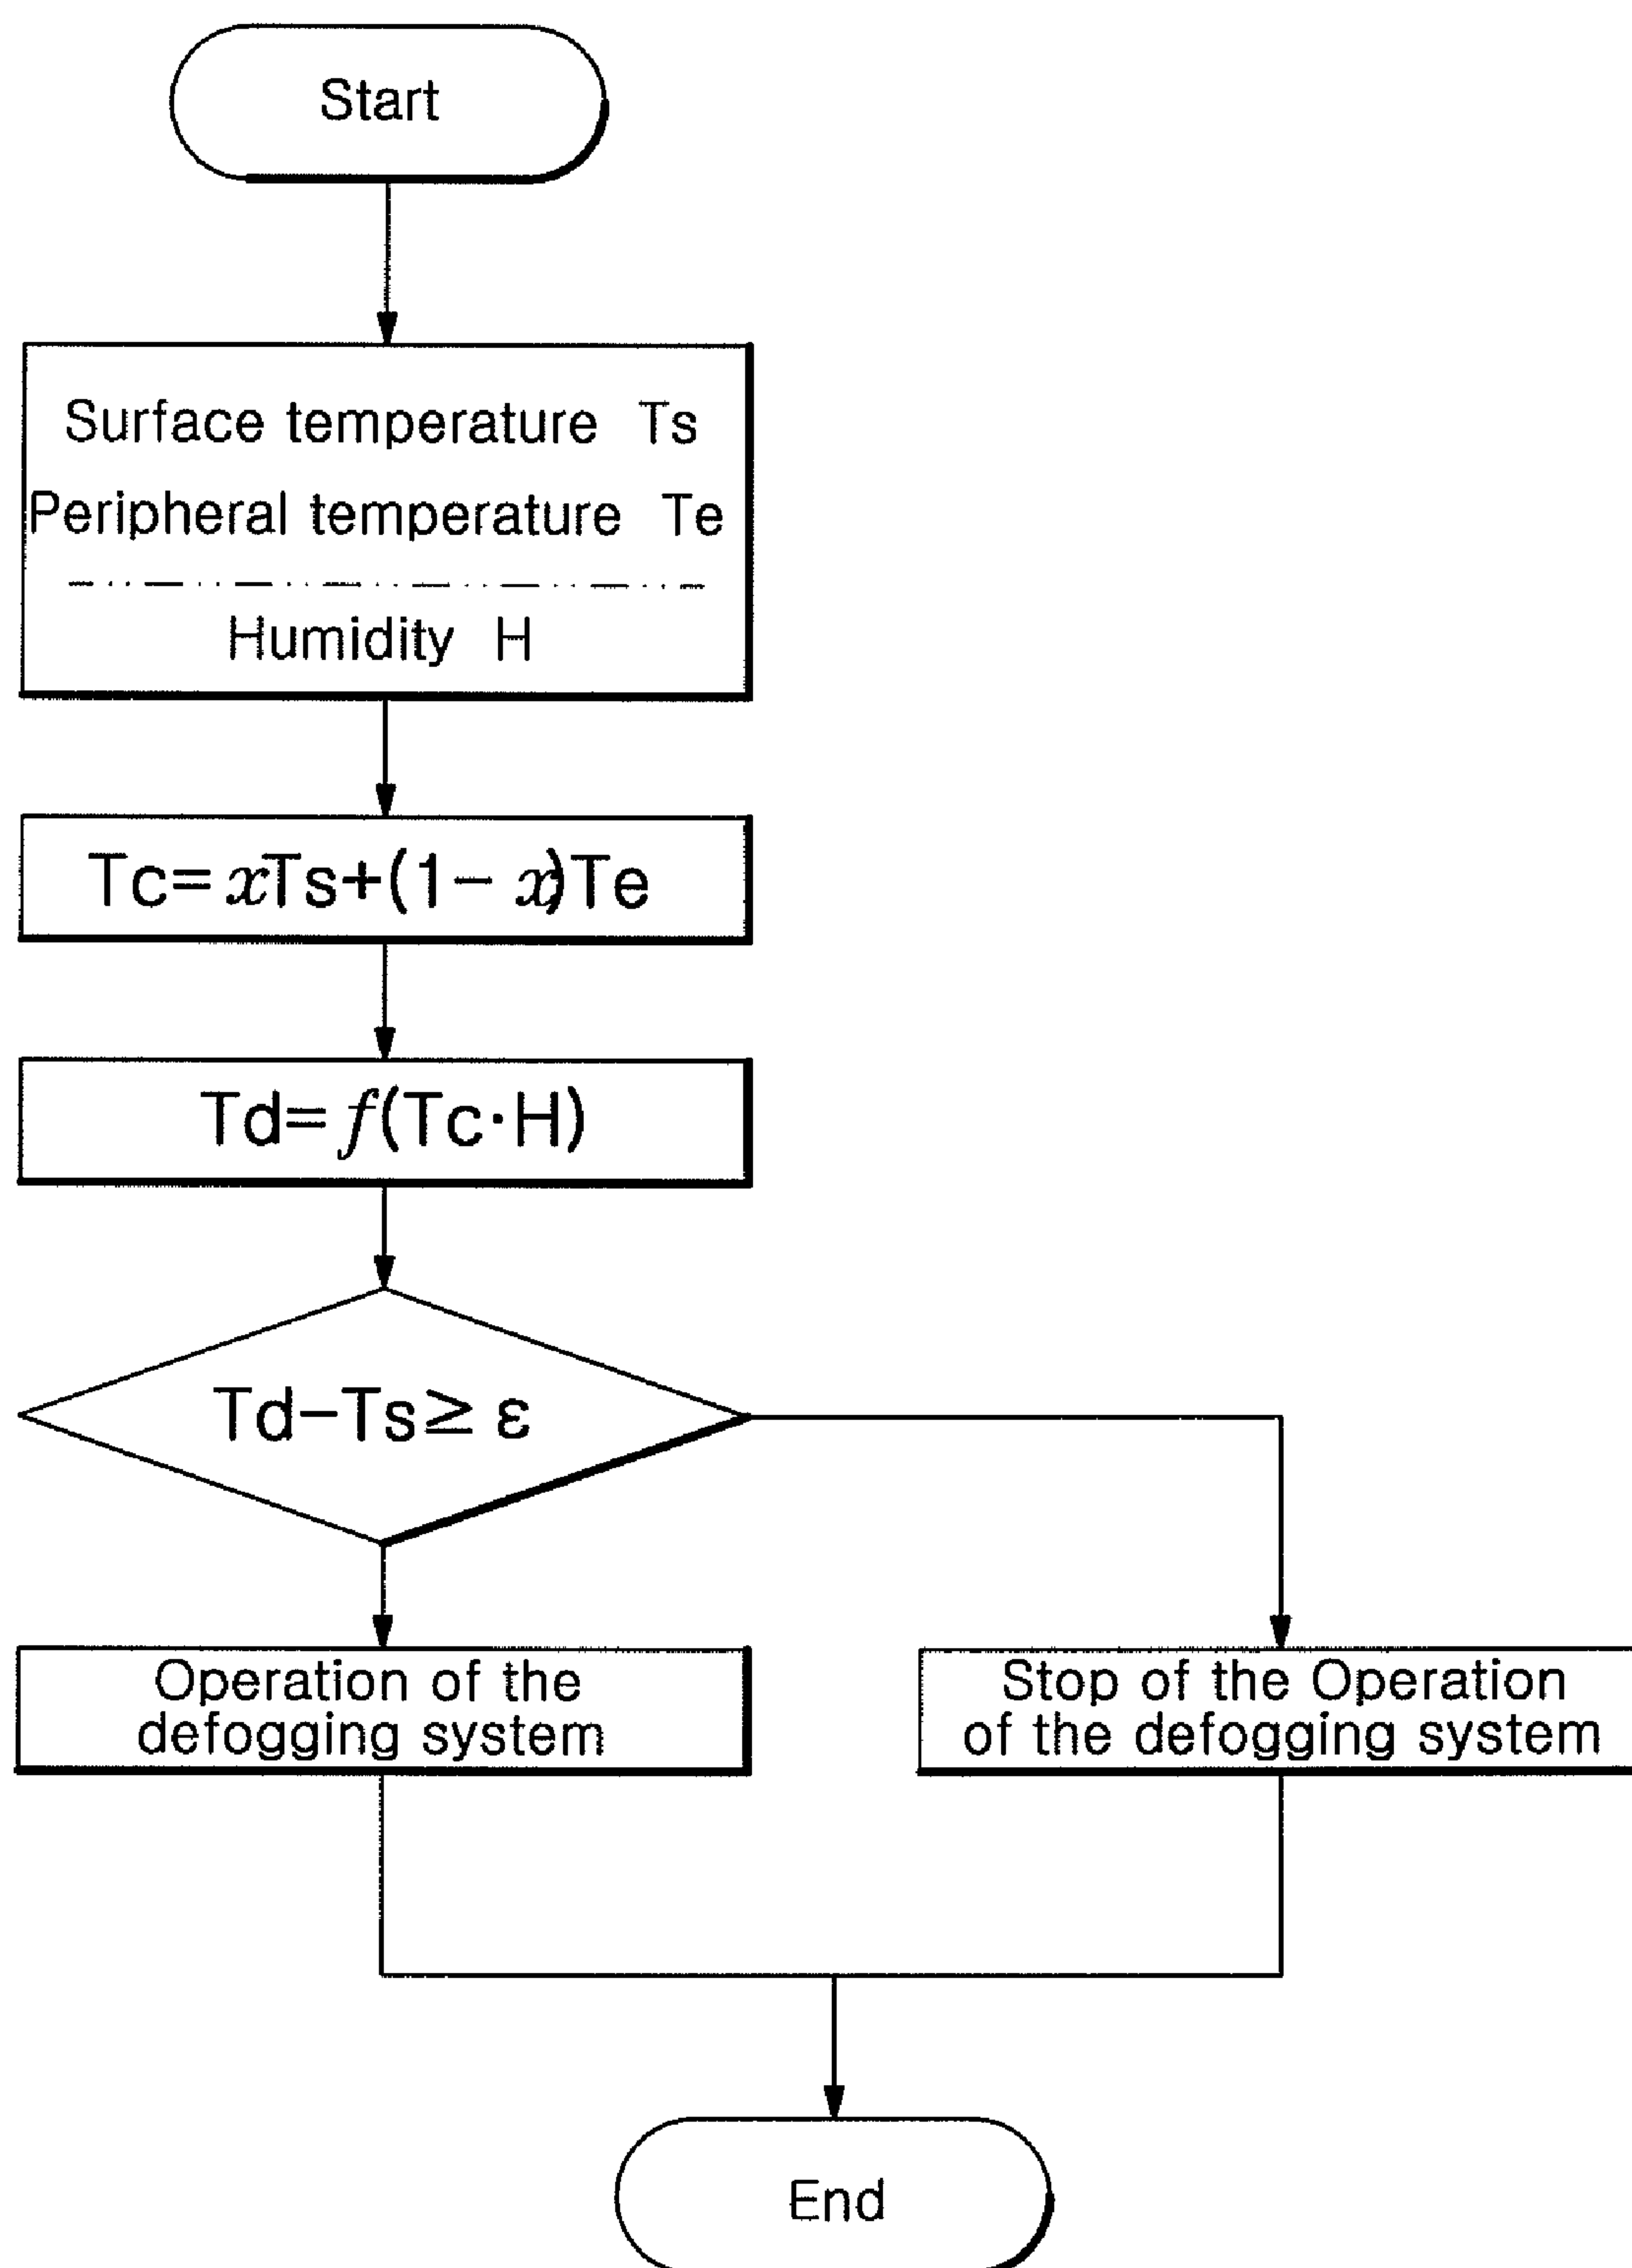 Start
Surface temperature Ts
Peripheral temperature Te
Humidity H
Tc=xTs+(1-x)Te
Td=f(Tc·H)
Td-Ts≥ε
Operation of the
defogging system
Stop of the Operation
of the defogging system
End